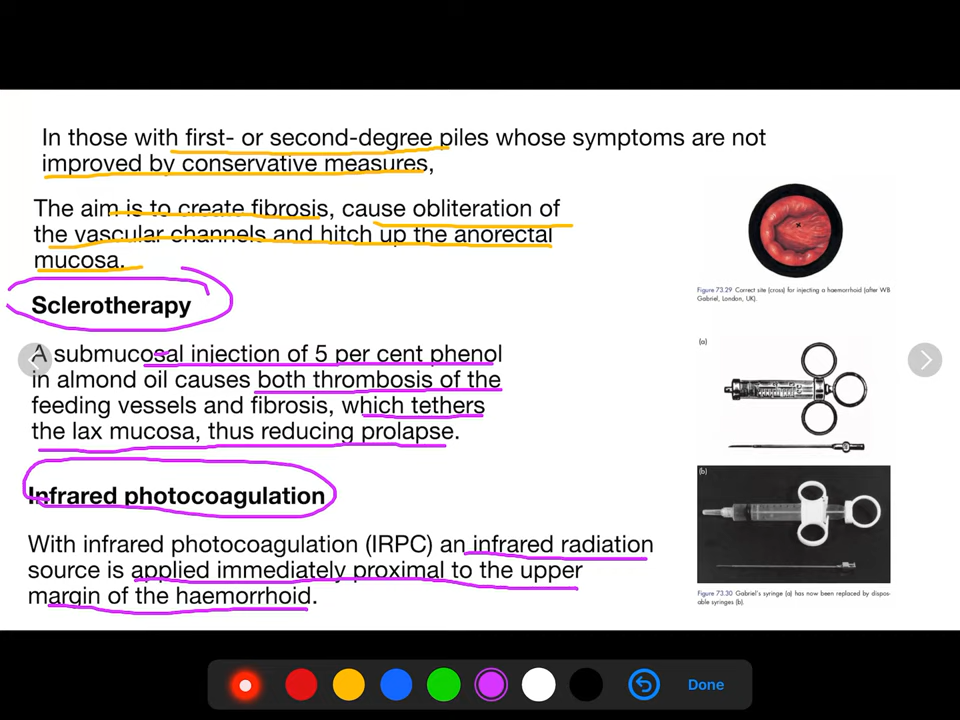 In those with first- or second-degree piles whose symptoms are not
improved by conservative measures,
The aim is to create fibrosis, cause obliteration of
the vascular channels and hitch up the anorectal
mucosa.
Sclerotherapy
A submucosal injection of 5 per cent phenol
in almond oil causes both thrombosis of the
feeding vessels and fibrosis, which tethers
the lax mucosa, thus reducing prolapse.
Infrared photocoagulation
With infrared photocoagulation (IRPC) an infrared radiation
source is applied immediately proximal to the upper
margin of the haemorrhoid.
Figure 73.29 Correct site (cross) for injecting a haemorrhoid (after WB
Gabriel, London, UK).
(a)
(b)
Figure 73.30 Gabriel's syringe (a) has now been replaced by dispos-
able syringes (b).
Done